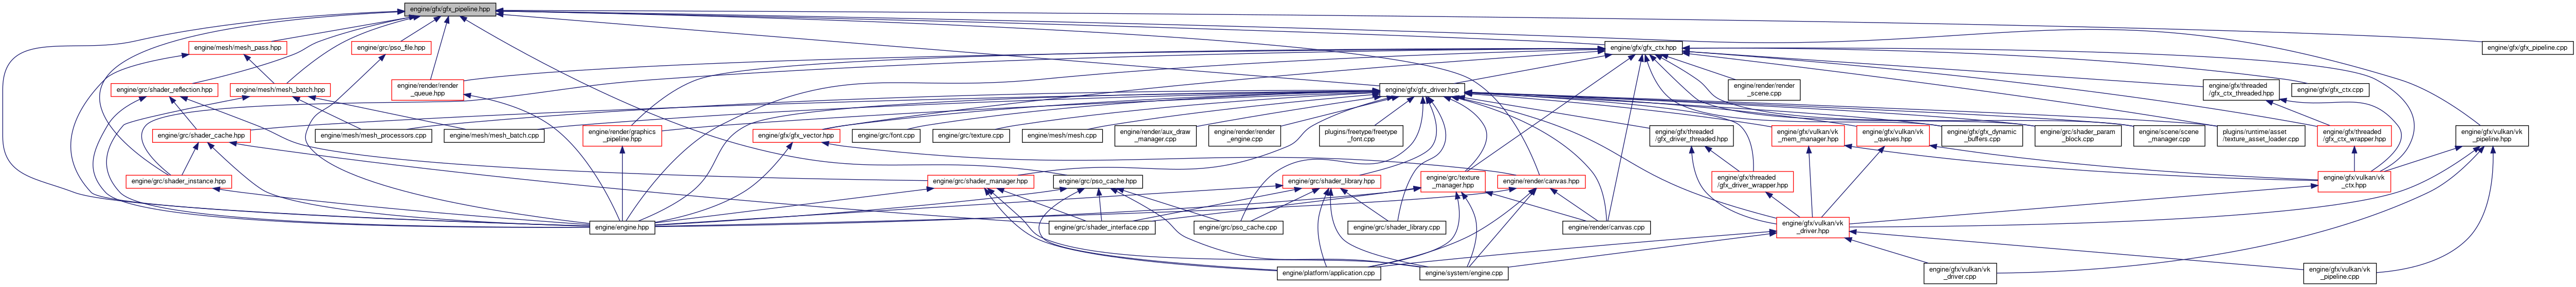 engine/gfx/gfx_pipeline.hpp
engine/mesh/mesh_pass.hpp
engine/grc/pso_file.hpp
engine/gfx/gfx_ctx.hpp
engine/gfx/gfx_pipeline.cpp
engine/grc/shader_reflection.hpp
engine/mesh/mesh_batch.hpp
engine/render/render
_queue.hpp
engine/gfx/gfx_driver.hpp
engine/render/render
_scene.cpp
engine/gfx/threaded
/gfx_ctx_threaded.hpp
engine/gfx/gfx_ctx.cpp
engine/grc/shader_cache.hpp
engine/mesh/mesh_processors.cpp
engine/mesh/mesh_batch.cpp
engine/render/graphics
_pipeline.hpp
engine/gfx/gfx_vector.hpp
engine/grc/font.cpp
engine/grc/texture.cpp
engine/mesh/mesh.cpp
engine/render/aux_draw
_manager.cpp
engine/render/render
_engine.cpp
plugins/freetype/freetype
_font.cpp
engine/gfx/threaded
/gfx_driver_threaded.hpp
engine/gfx/vulkan/vk
_mem_manager.hpp
engine/gfx/vulkan/vk
_queues.hpp
engine/gfx/gfx_dynamic
_buffers.cpp
engine/grc/shader_param
_block.cpp
engine/scene/scene
_manager.cpp
plugins/runtime/asset
/texture_asset_loader.cpp
engine/gfx/threaded
/gfx_ctx_wrapper.hpp
engine/gfx/vulkan/vk
_pipeline.hpp
engine/grc/shader_instance.hpp
engine/grc/shader_manager.hpp
engine/grc/pso_cache.hpp
engine/grc/shader_library.hpp
engine/grc/texture
_manager.hpp
engine/render/canvas.hpp
engine/gfx/threaded
/gfx_driver_wrapper.hpp
engine/gfx/vulkan/vk
_ctx.hpp
engine/engine.hpp
engine/grc/shader_interface.cpp
engine/grc/pso_cache.cpp
engine/grc/shader_library.cpp
engine/render/canvas.cpp
engine/gfx/vulkan/vk
_driver.hpp
engine/platform/application.cpp
engine/system/engine.cpp
engine/gfx/vulkan/vk
_driver.cpp
engine/gfx/vulkan/vk
_pipeline.cpp